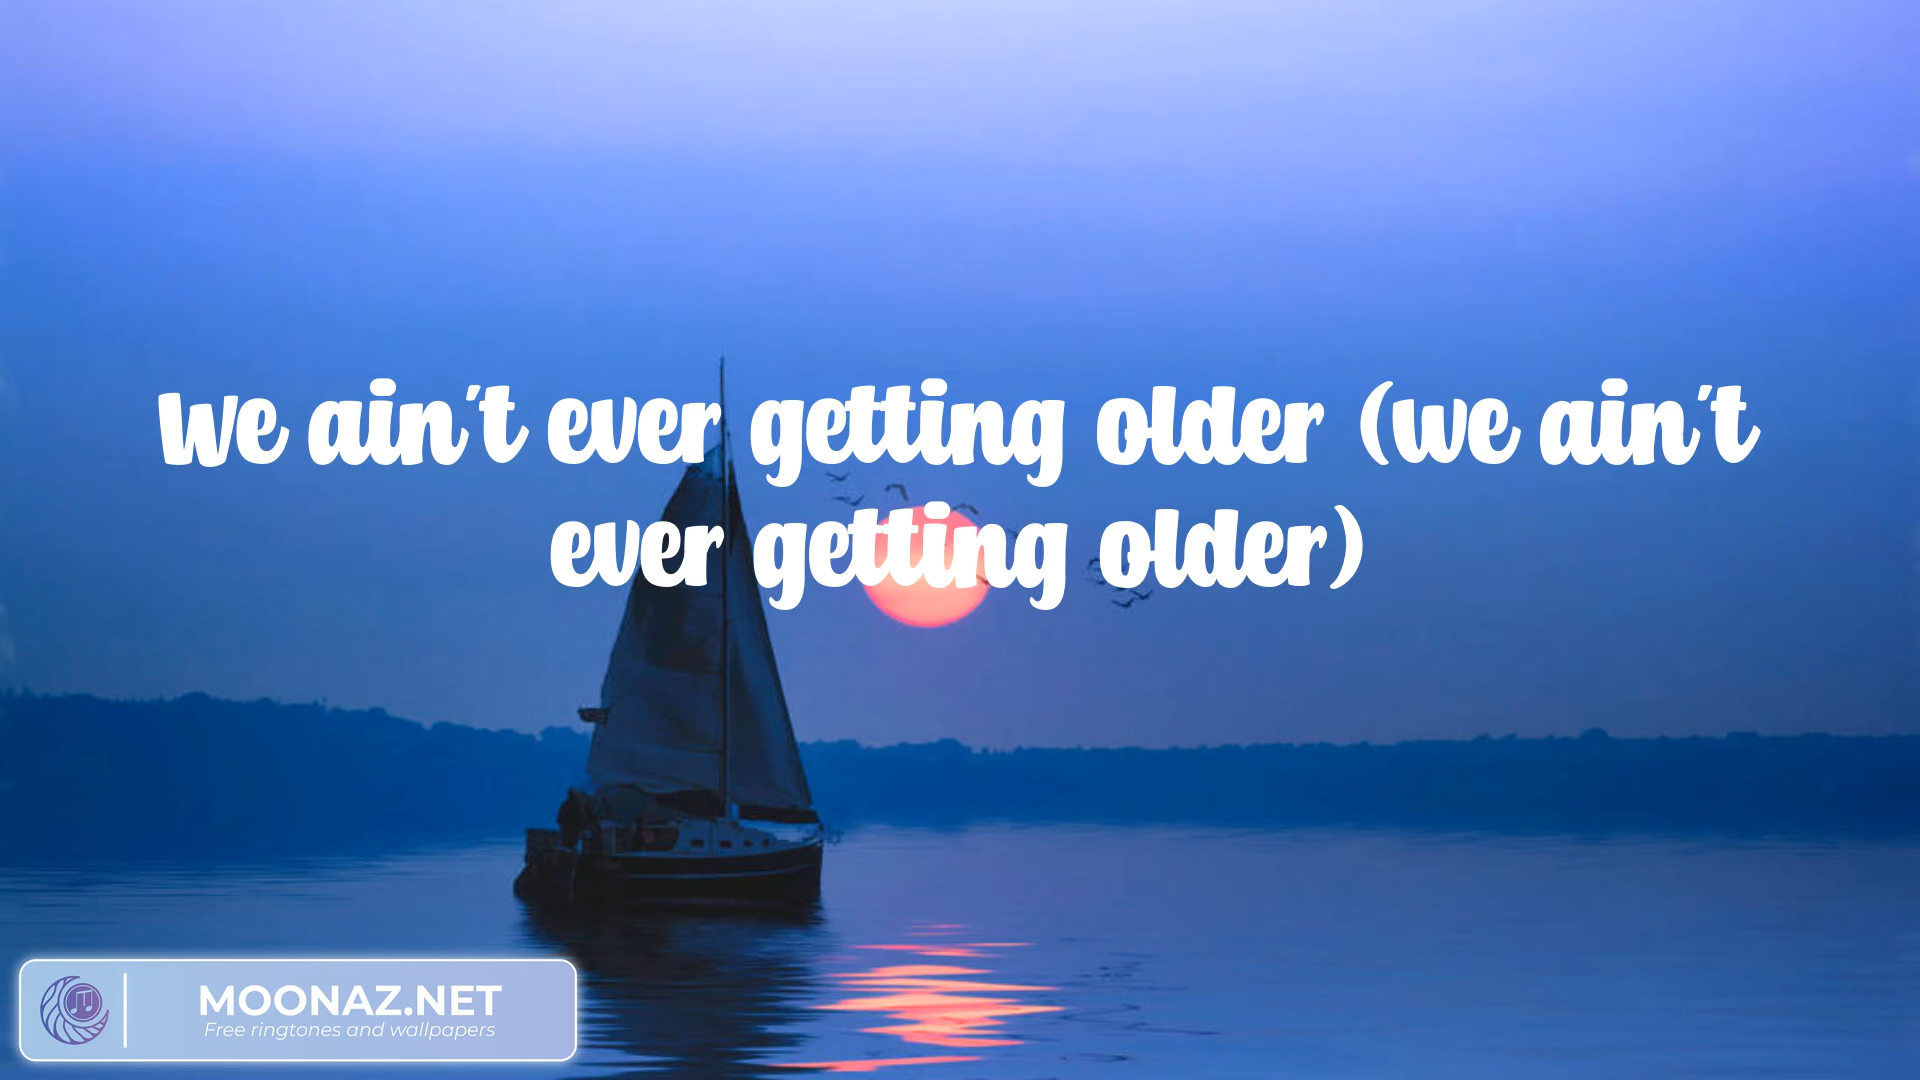 We ain't ever getting older (we ain't
ever getting older)
MOONAZ.NET
Free ringtones and wallpapers